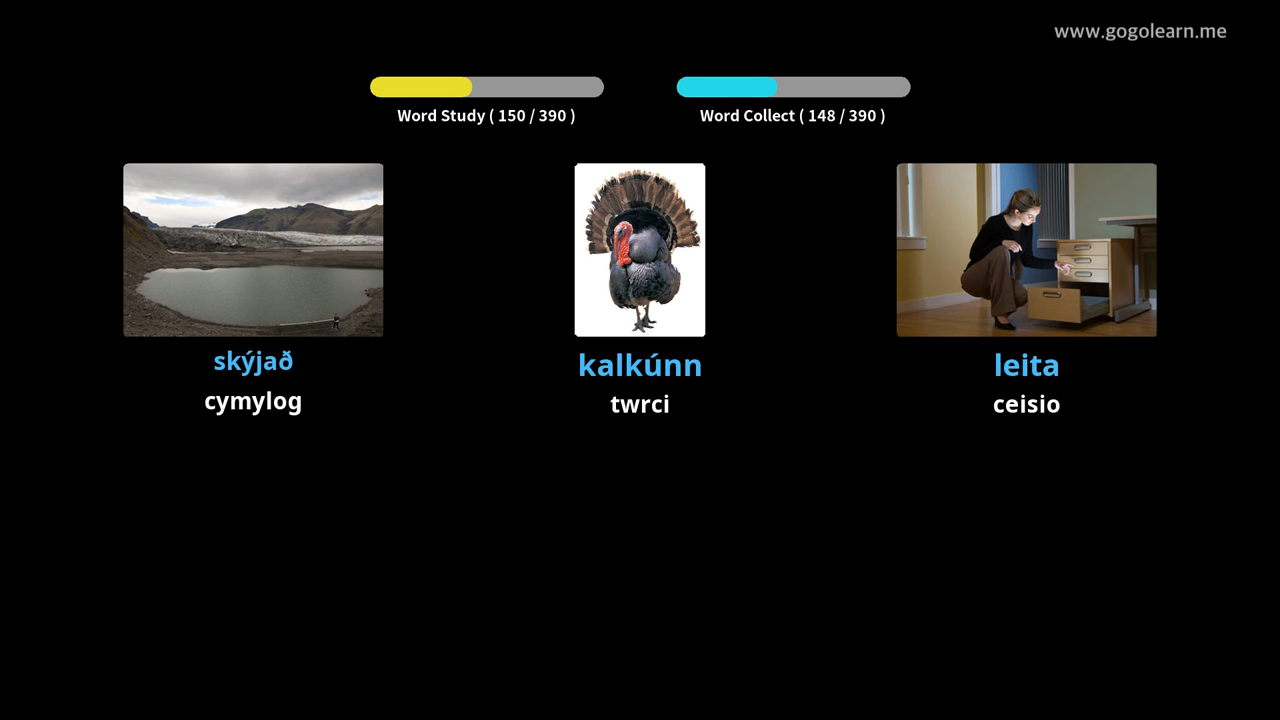 www.gogolearn.me
Word Study ( 150 / 390 )
Word Collect ( 148 / 390 )
skýjað
cymylog
kalkúnn
twrci
leita
ceisio